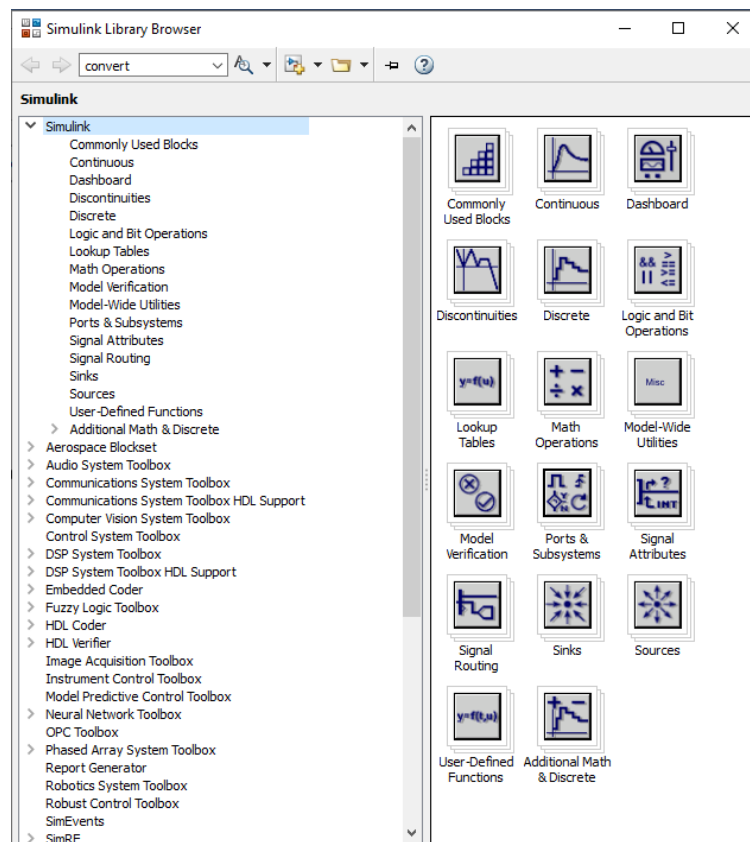 Simulink Library Browser
convert
Simulink
Simulink
Commonly Used Blocks
Continuous
Dashboard
Discontinuities
Discrete
Logic and Bit Operations
Lookup Tables
Math Operations
Model Verification
Model-Wide Utilities
Ports & Subsystems
Signal Attributes
Signal Routing
Sinks
Sources
User-Defined Functions
Additional Math & Discrete
Aerospace Blockset
Audio System Toolbox
Communications System Toolbox
Communications System Toolbox HDL Support
Computer Vision System Toolbox
Control System Toolbox
DSP System Toolbox
DSP System Toolbox HDL Support
Embedded Coder
Fuzzy Logic Toolbox
HDL Coder
HDL Verifier
Image Acquisition Toolbox
Instrument Control Toolbox
Model Predictive Control Toolbox
Neural Network Toolbox
OPC Toolbox
Phased Array System Toolbox
Report Generator
Robotics System Toolbox
Robust Control Toolbox
SimEvents
SimRF
Commonly
Used Blocks
Continuous
Dashboard
Discontinuities
Discrete
&& >
|| >=
<=
Logic and Bit
Operations
y=f(u)
Lookup
Tables
+ −
÷ ×
Math
Operations
Misc
Model-Wide
Utilities
Model
Verification
Y
N
C
Ports &
Subsystems
?
INT
Signal
Attributes
Signal
Routing
Sinks
Sources
y=f(t,u)
User-Defined
Functions
+ −
Additional Math
& Discrete